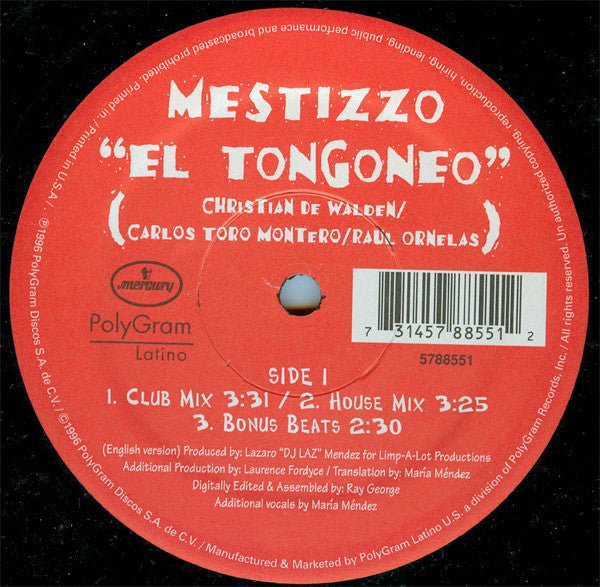 MESTIZZO
"EL TONGONEO"
(CHRISTIAN DE WALDEN/
CARLOS TORO MONTERO/RAUL ORNELAS)
mercury
PolyGram
Latino
7 31457 88551 2
5788551
SIDE 1
1. CLUB MIX 3:31 / 2. HOUSE MIX 3:25
3. BONUS BEATS 2:30
(English version) Produced by: Lazaro "DJ LAZ" Mendez for Limp-A-Lot Productions
Additional Production by: Laurence Fordyce / Translation by: María Méndez
Digitally Edited & Assembled by: Ray George
Additional vocals by María Méndez
℗1996 PolyGram Discos S.A. de C.V./ ©1996 PolyGram Discos S.A. de C.V. / Manufactured & Marketed by PolyGram Latino U.S. a division of PolyGram Records, Inc. / All rights reserved. Un authorized copying, reproduction, hiring, lending, public performance and broadcasting prohibited. Printed in. / Printed in U.S.A. /